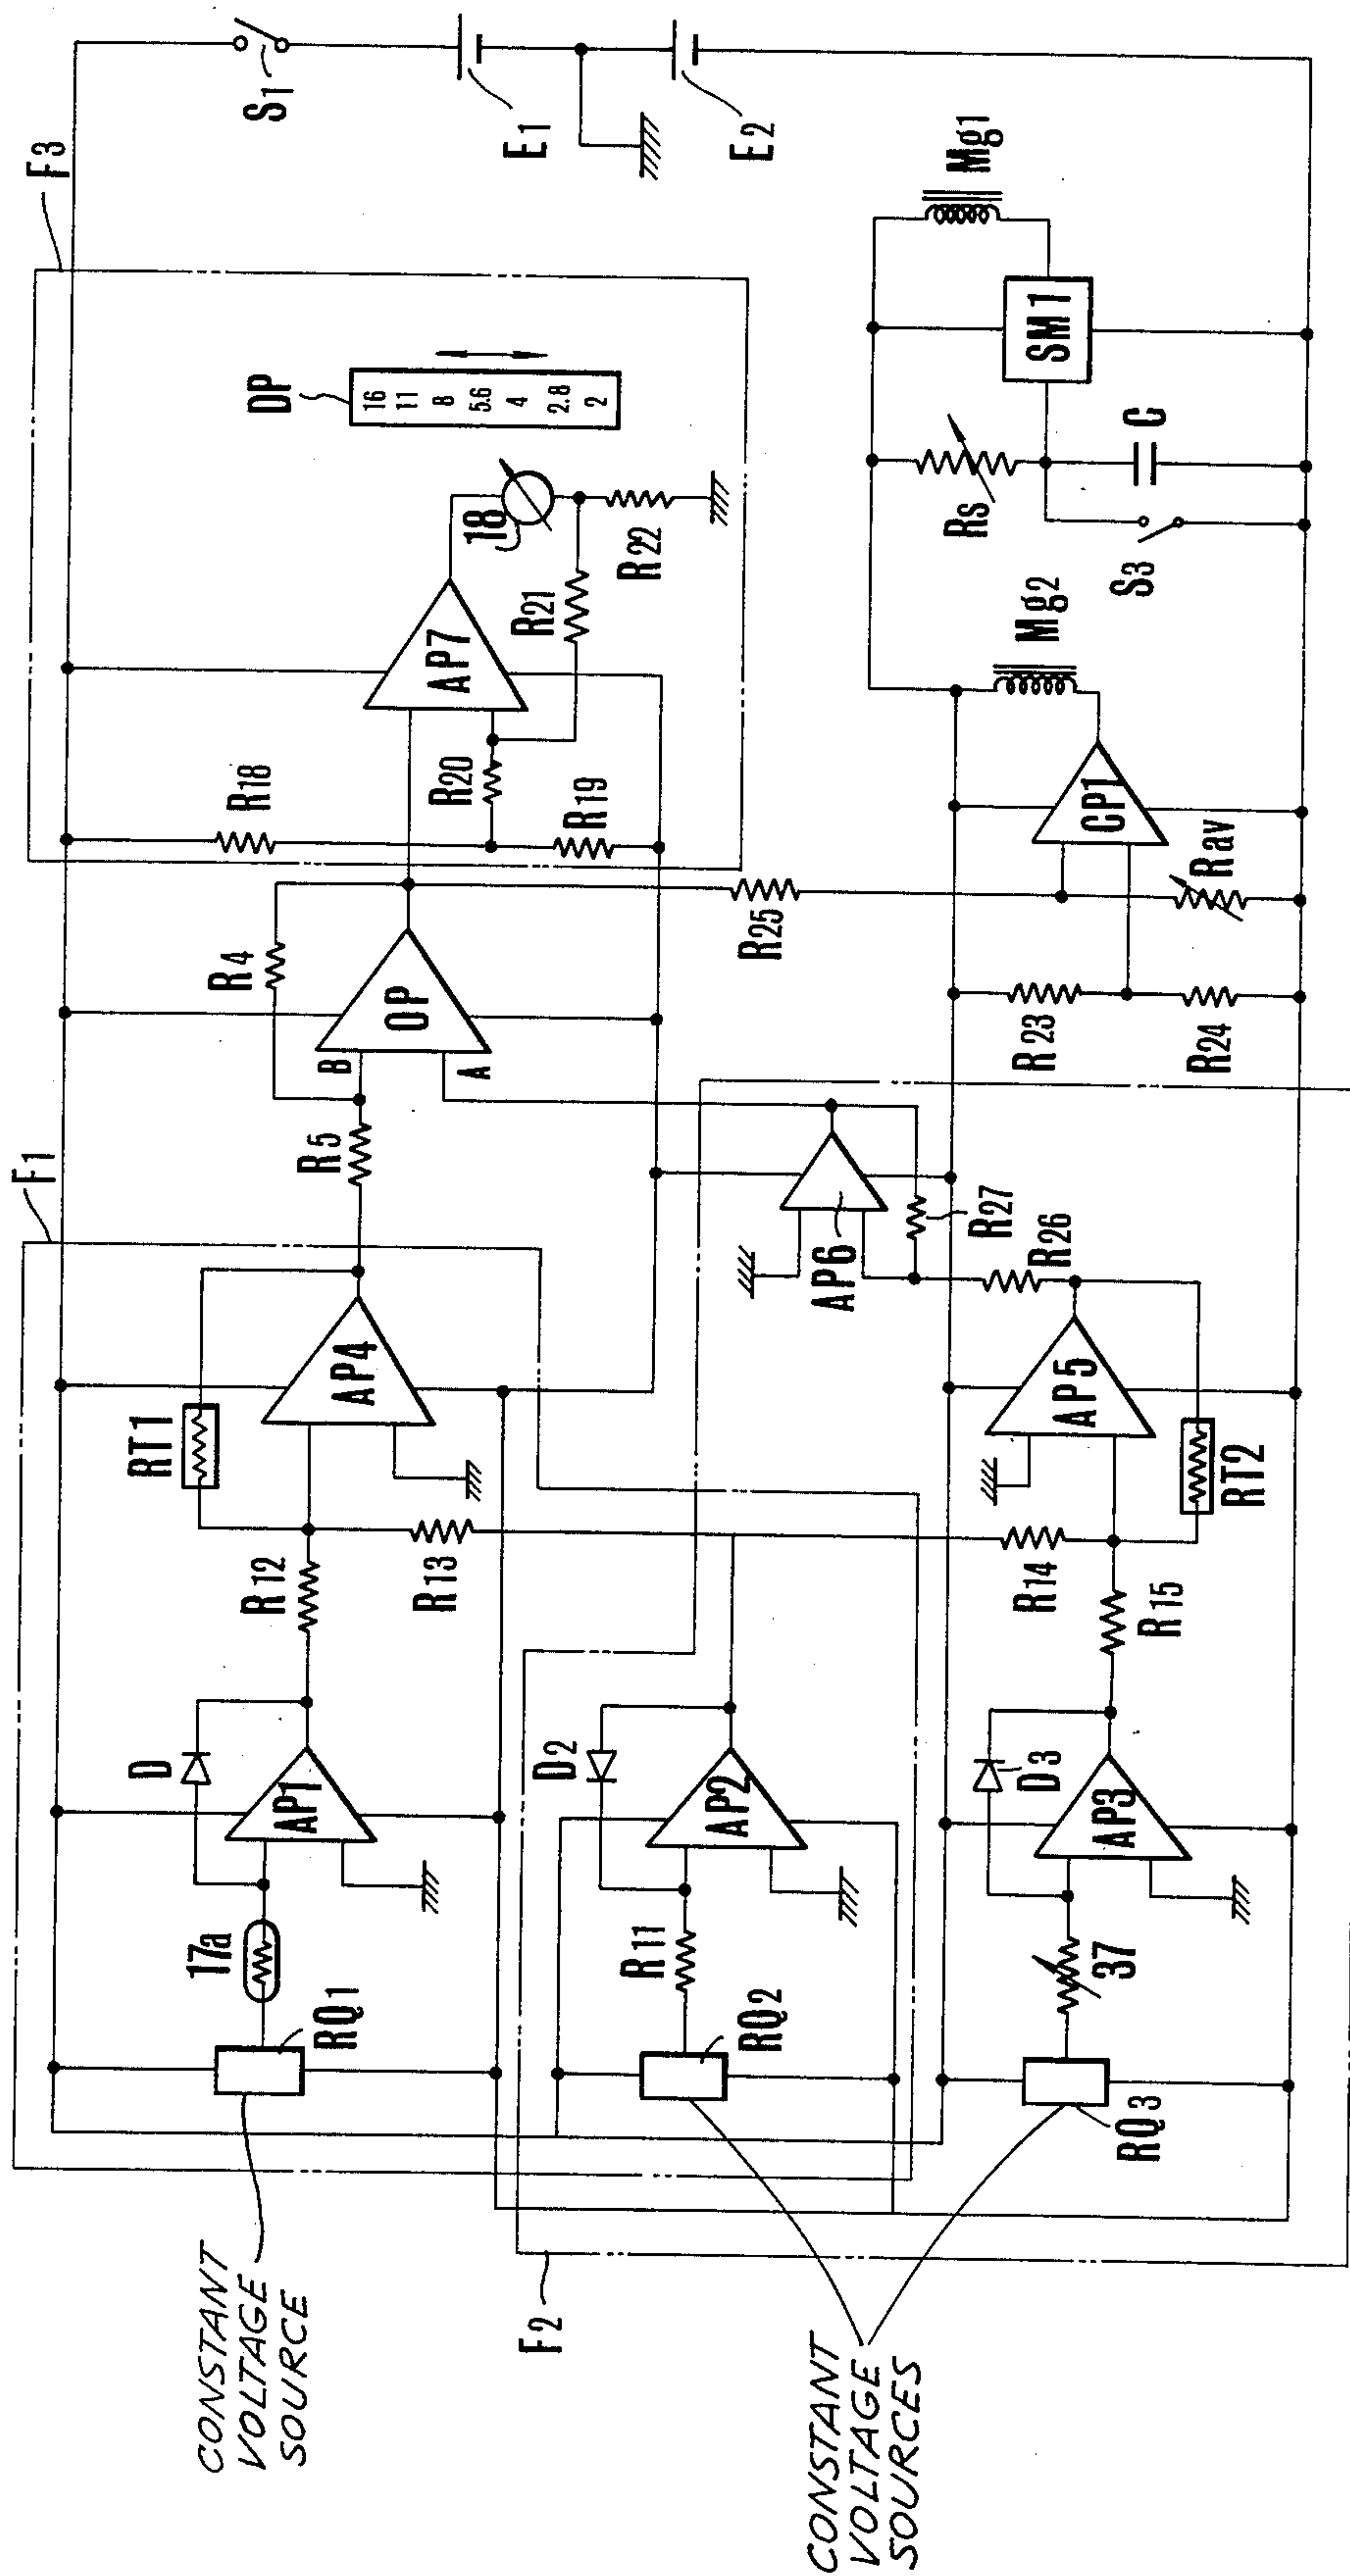 F1
F3
S1
E1
E2
CONSTANT
VOLTAGE
SOURCE
RQ1
17a
D
AP1
R12
RT1
AP4
R13
R5
B
A
R4
OP
R18
R20
R19
AP7
R21
18
R22
DP
16
11
8
5.6
4
2.8
2
F2
CONSTANT
VOLTAGE
SOURCES
RQ2
R11
D2
AP2
RQ3
37
D3
AP3
R15
R14
AP5
RT2
R26
R27
AP6
R25
R23
R24
CP1
Rav
Mg2
Rs
S3
C
SM1
Mg1